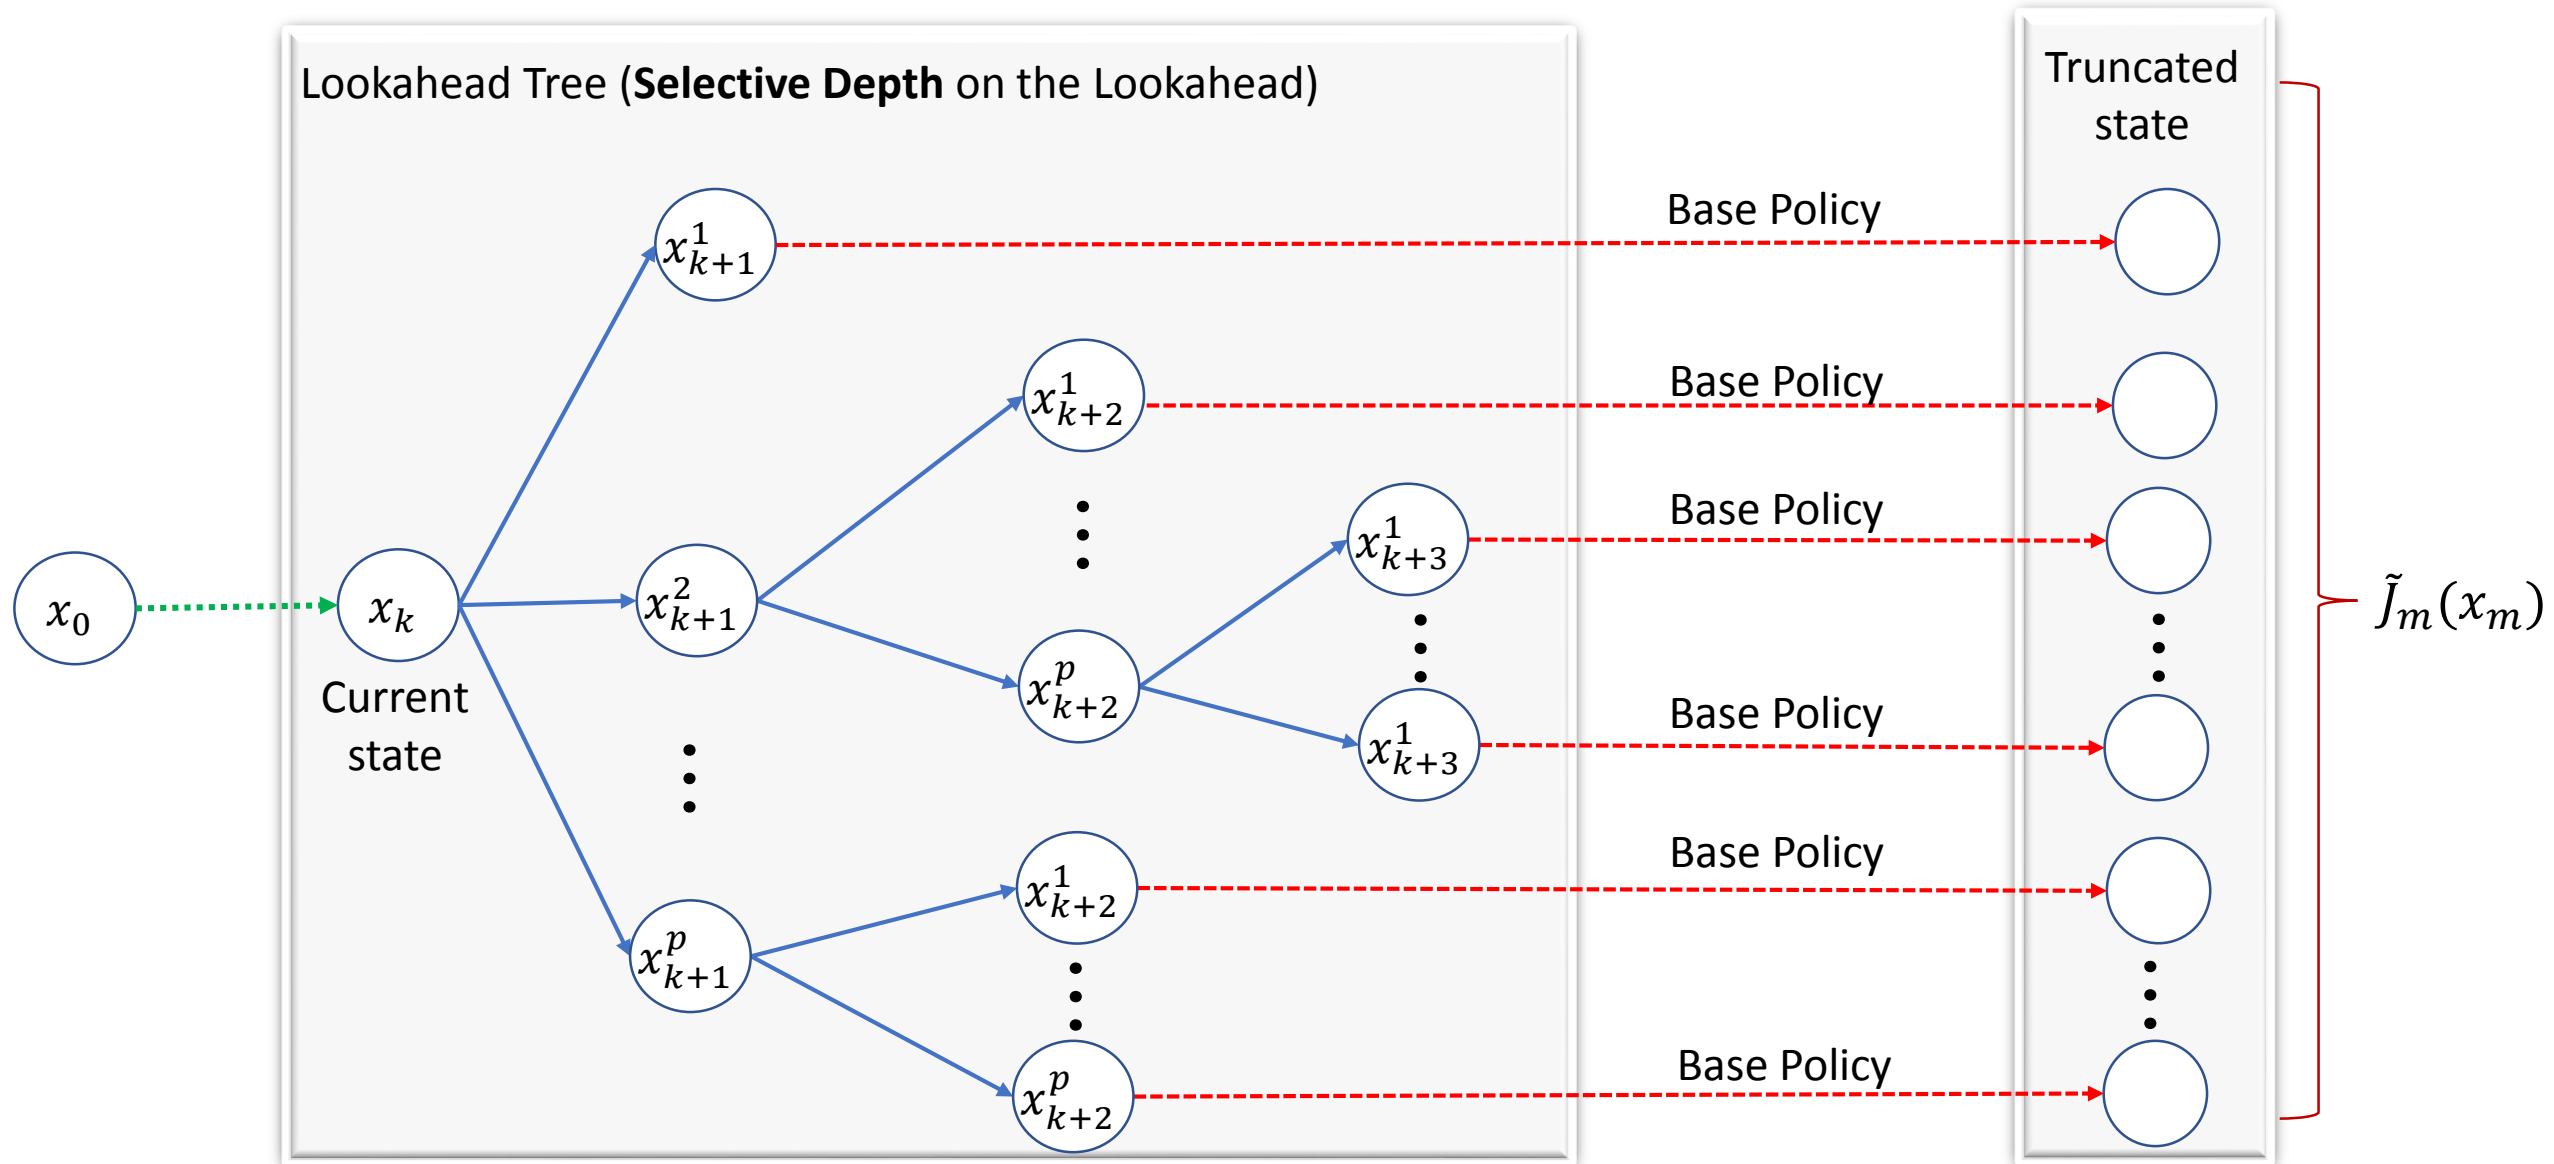 Lookahead Tree (Selective Depth on the Lookahead)
Truncated
state
x_{k+1}^1
Base Policy
x_{k+2}^1
Base Policy
x_{k+3}^1
Base Policy
x_0
x_k
Current
state
x_{k+1}^2
x_{k+2}^p
x_{k+3}^1
Base Policy
J̃_m(x_m)
x_{k+1}^p
x_{k+2}^1
Base Policy
x_{k+2}^p
Base Policy